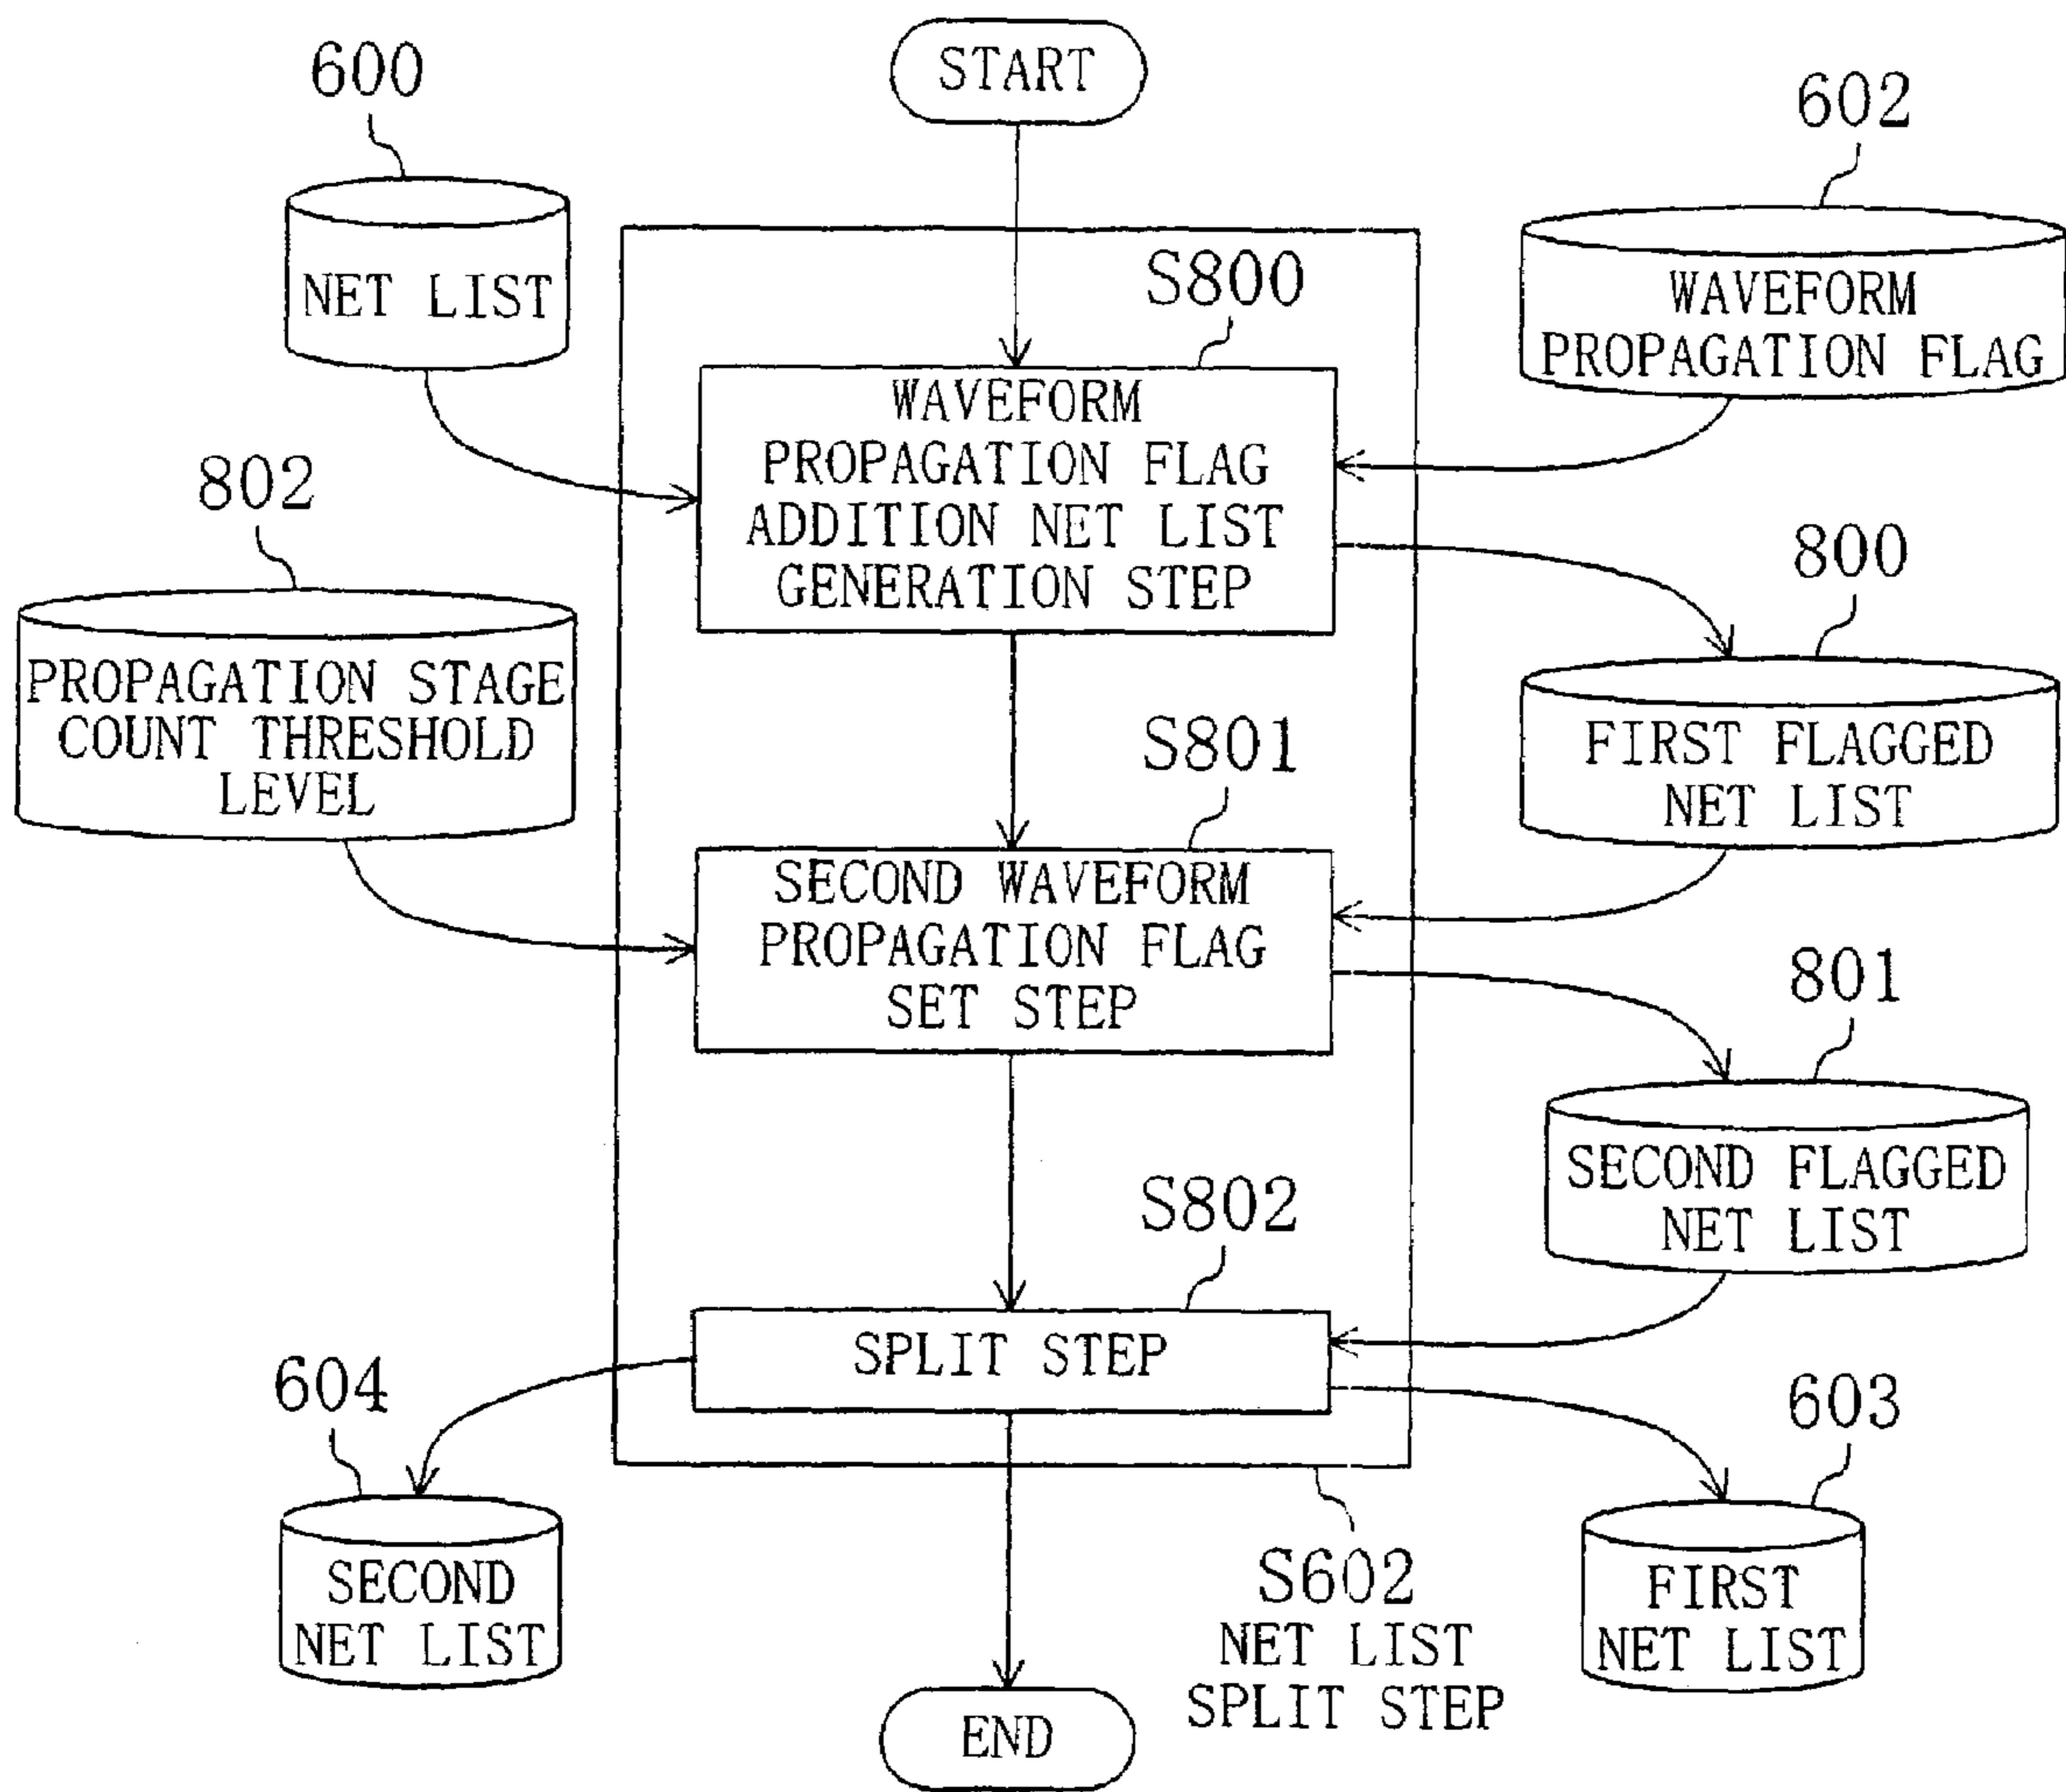 START
600
602
NET LIST
S800
WAVEFORM
PROPAGATION FLAG
WAVEFORM
PROPAGATION FLAG
ADDITION NET LIST
GENERATION STEP
802
800
PROPAGATION STAGE
COUNT THRESHOLD
LEVEL
FIRST FLAGGED
NET LIST
S801
SECOND WAVEFORM
PROPAGATION FLAG
SET STEP
801
SECOND FLAGGED
NET LIST
S802
SPLIT STEP
604
603
SECOND
NET LIST
FIRST
NET LIST
S602
NET LIST
SPLIT STEP
END